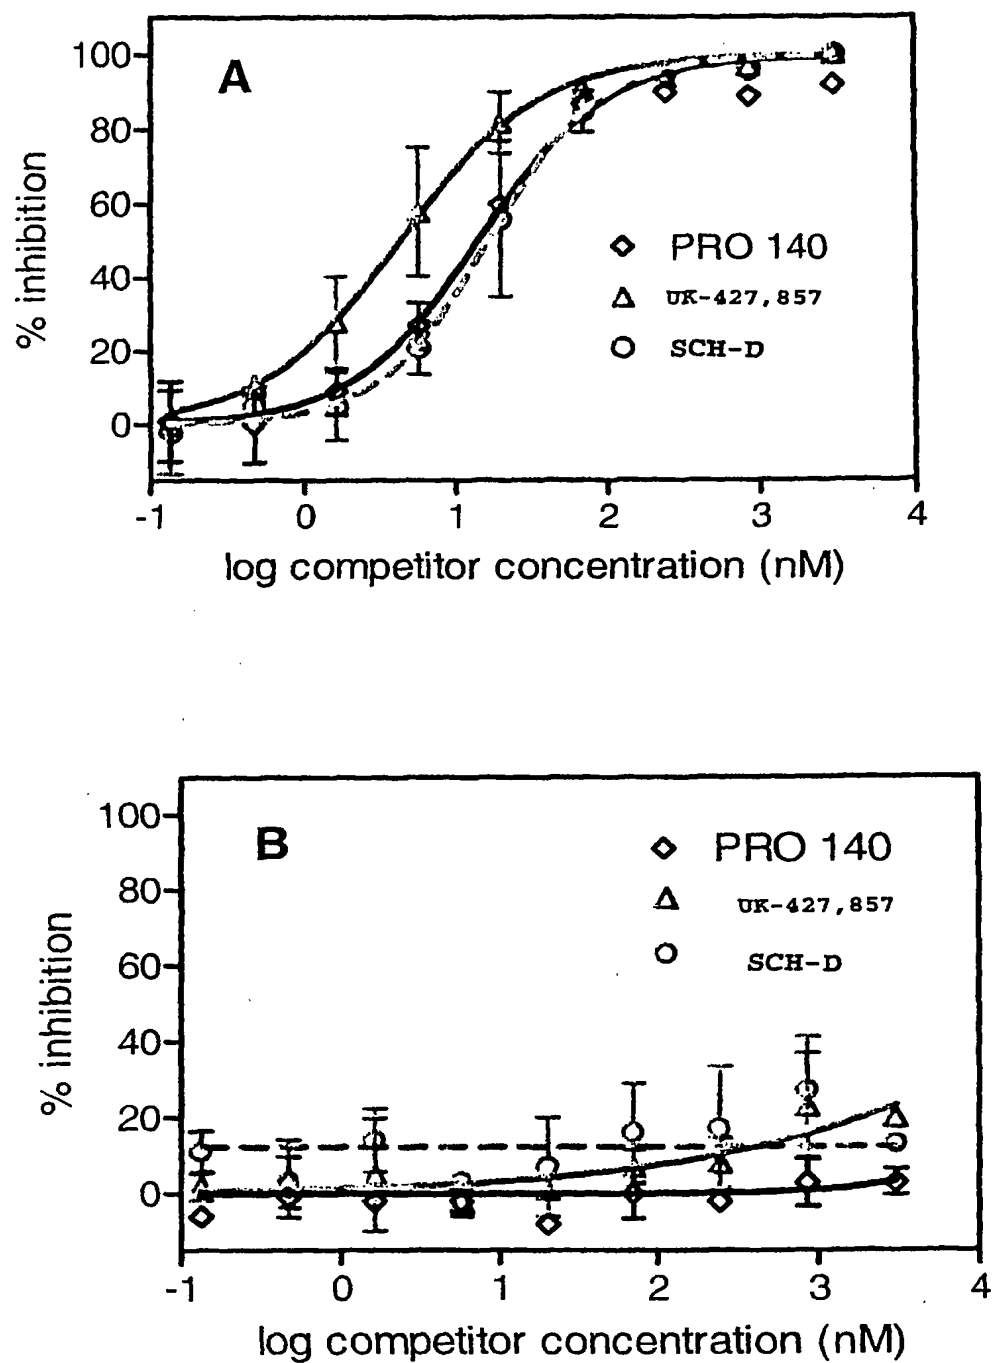 A
100
80
60
40
20
0
% inhibition
PRO 140
UK-427,857
SCH-D
-1 0 1 2 3 4
log competitor concentration (nM)
B
100
80
60
40
20
0
% inhibition
PRO 140
UK-427,857
SCH-D
-1 0 1 2 3 4
log competitor concentration (nM)